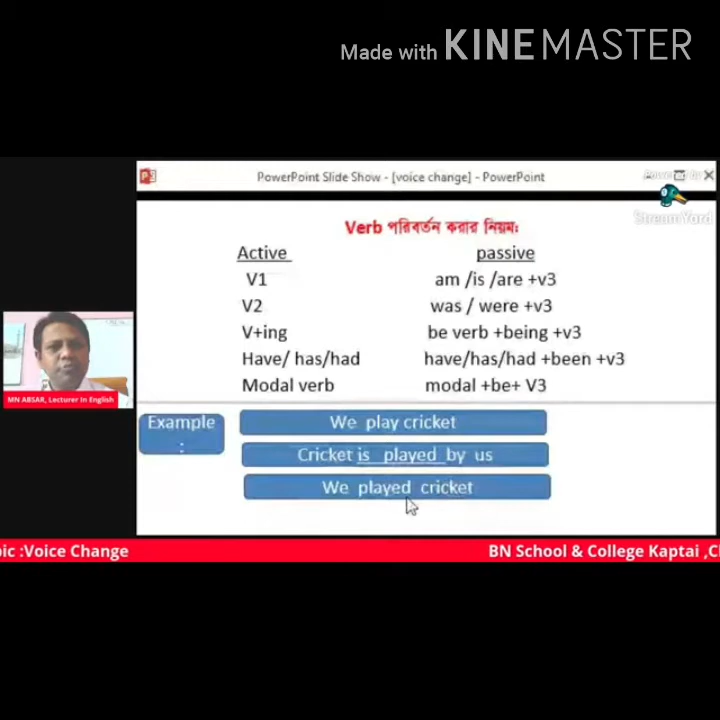 Made with KINEMASTER
PowerPoint Slide Show - [voice change] - PowerPoint
StreamYard
Verb পরিবর্তন করার নিয়মঃ
Active passive
V1 am /is /are +v3
V2 was / were +v3
V+ing be verb +being +v3
Have/ has/had have/has/had +been +v3
Modal verb modal +be+ V3
Example :
We play cricket
Cricket is played by us
We played cricket
MN ABSAR, Lecturer In English
pic :Voice Change BN School & College Kaptai ,C